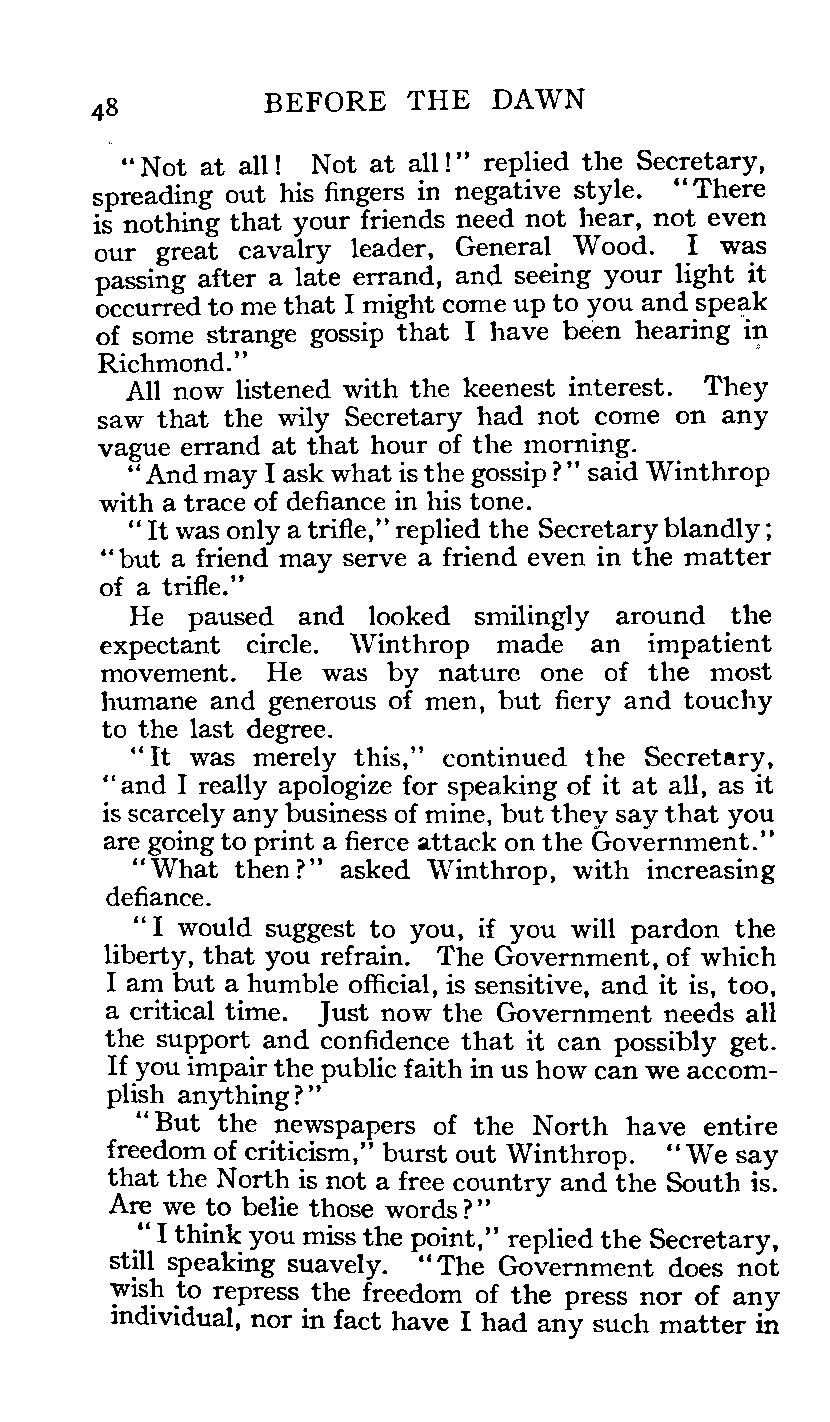 48 BEFORE THE DAWN
"Not at all! Not at all!" replied the Secretary,
spreading out his fingers in negative style. "There
is nothing that your friends need not hear, not even
our great cavalry leader, General Wood. I was
passing after a late errand, and seeing your light it
occurred to me that I might come up to you and speak
of some strange gossip that I have been hearing in
Richmond."
All now listened with the keenest interest. They
saw that the wily Secretary had not come on any
vague errand at that hour of the morning.
"And may I ask what is the gossip?" said Winthrop
with a trace of defiance in his tone.
"It was only a trifle," replied the Secretary blandly;
"but a friend may serve a friend even in the matter
of a trifle."
He paused and looked smilingly around the
expectant circle. Winthrop made an impatient
movement. He was by nature one of the most
humane and generous of men, but fiery and touchy
to the last degree.
"It was merely this," continued the Secretary,
"and I really apologize for speaking of it at all, as it
is scarcely any business of mine, but they say that you
are going to print a fierce attack on the Government."
"What then?" asked Winthrop, with increasing
defiance.
"I would suggest to you, if you will pardon the
liberty, that you refrain. The Government, of which
I am but a humble official, is sensitive, and it is, too,
a critical time. Just now the Government needs all
the support and confidence that it can possibly get.
If you impair the public faith in us how can we accom-
plish anything?"
"But the newspapers of the North have entire
freedom of criticism," burst out Winthrop. "We say
that the North is not a free country and the South is.
Are we to belie those words?"
"I think you miss the point," replied the Secretary,
still speaking suavely. "The Government does not
wish to repress the freedom of the press nor of any
individual, nor in fact have I had any such matter in